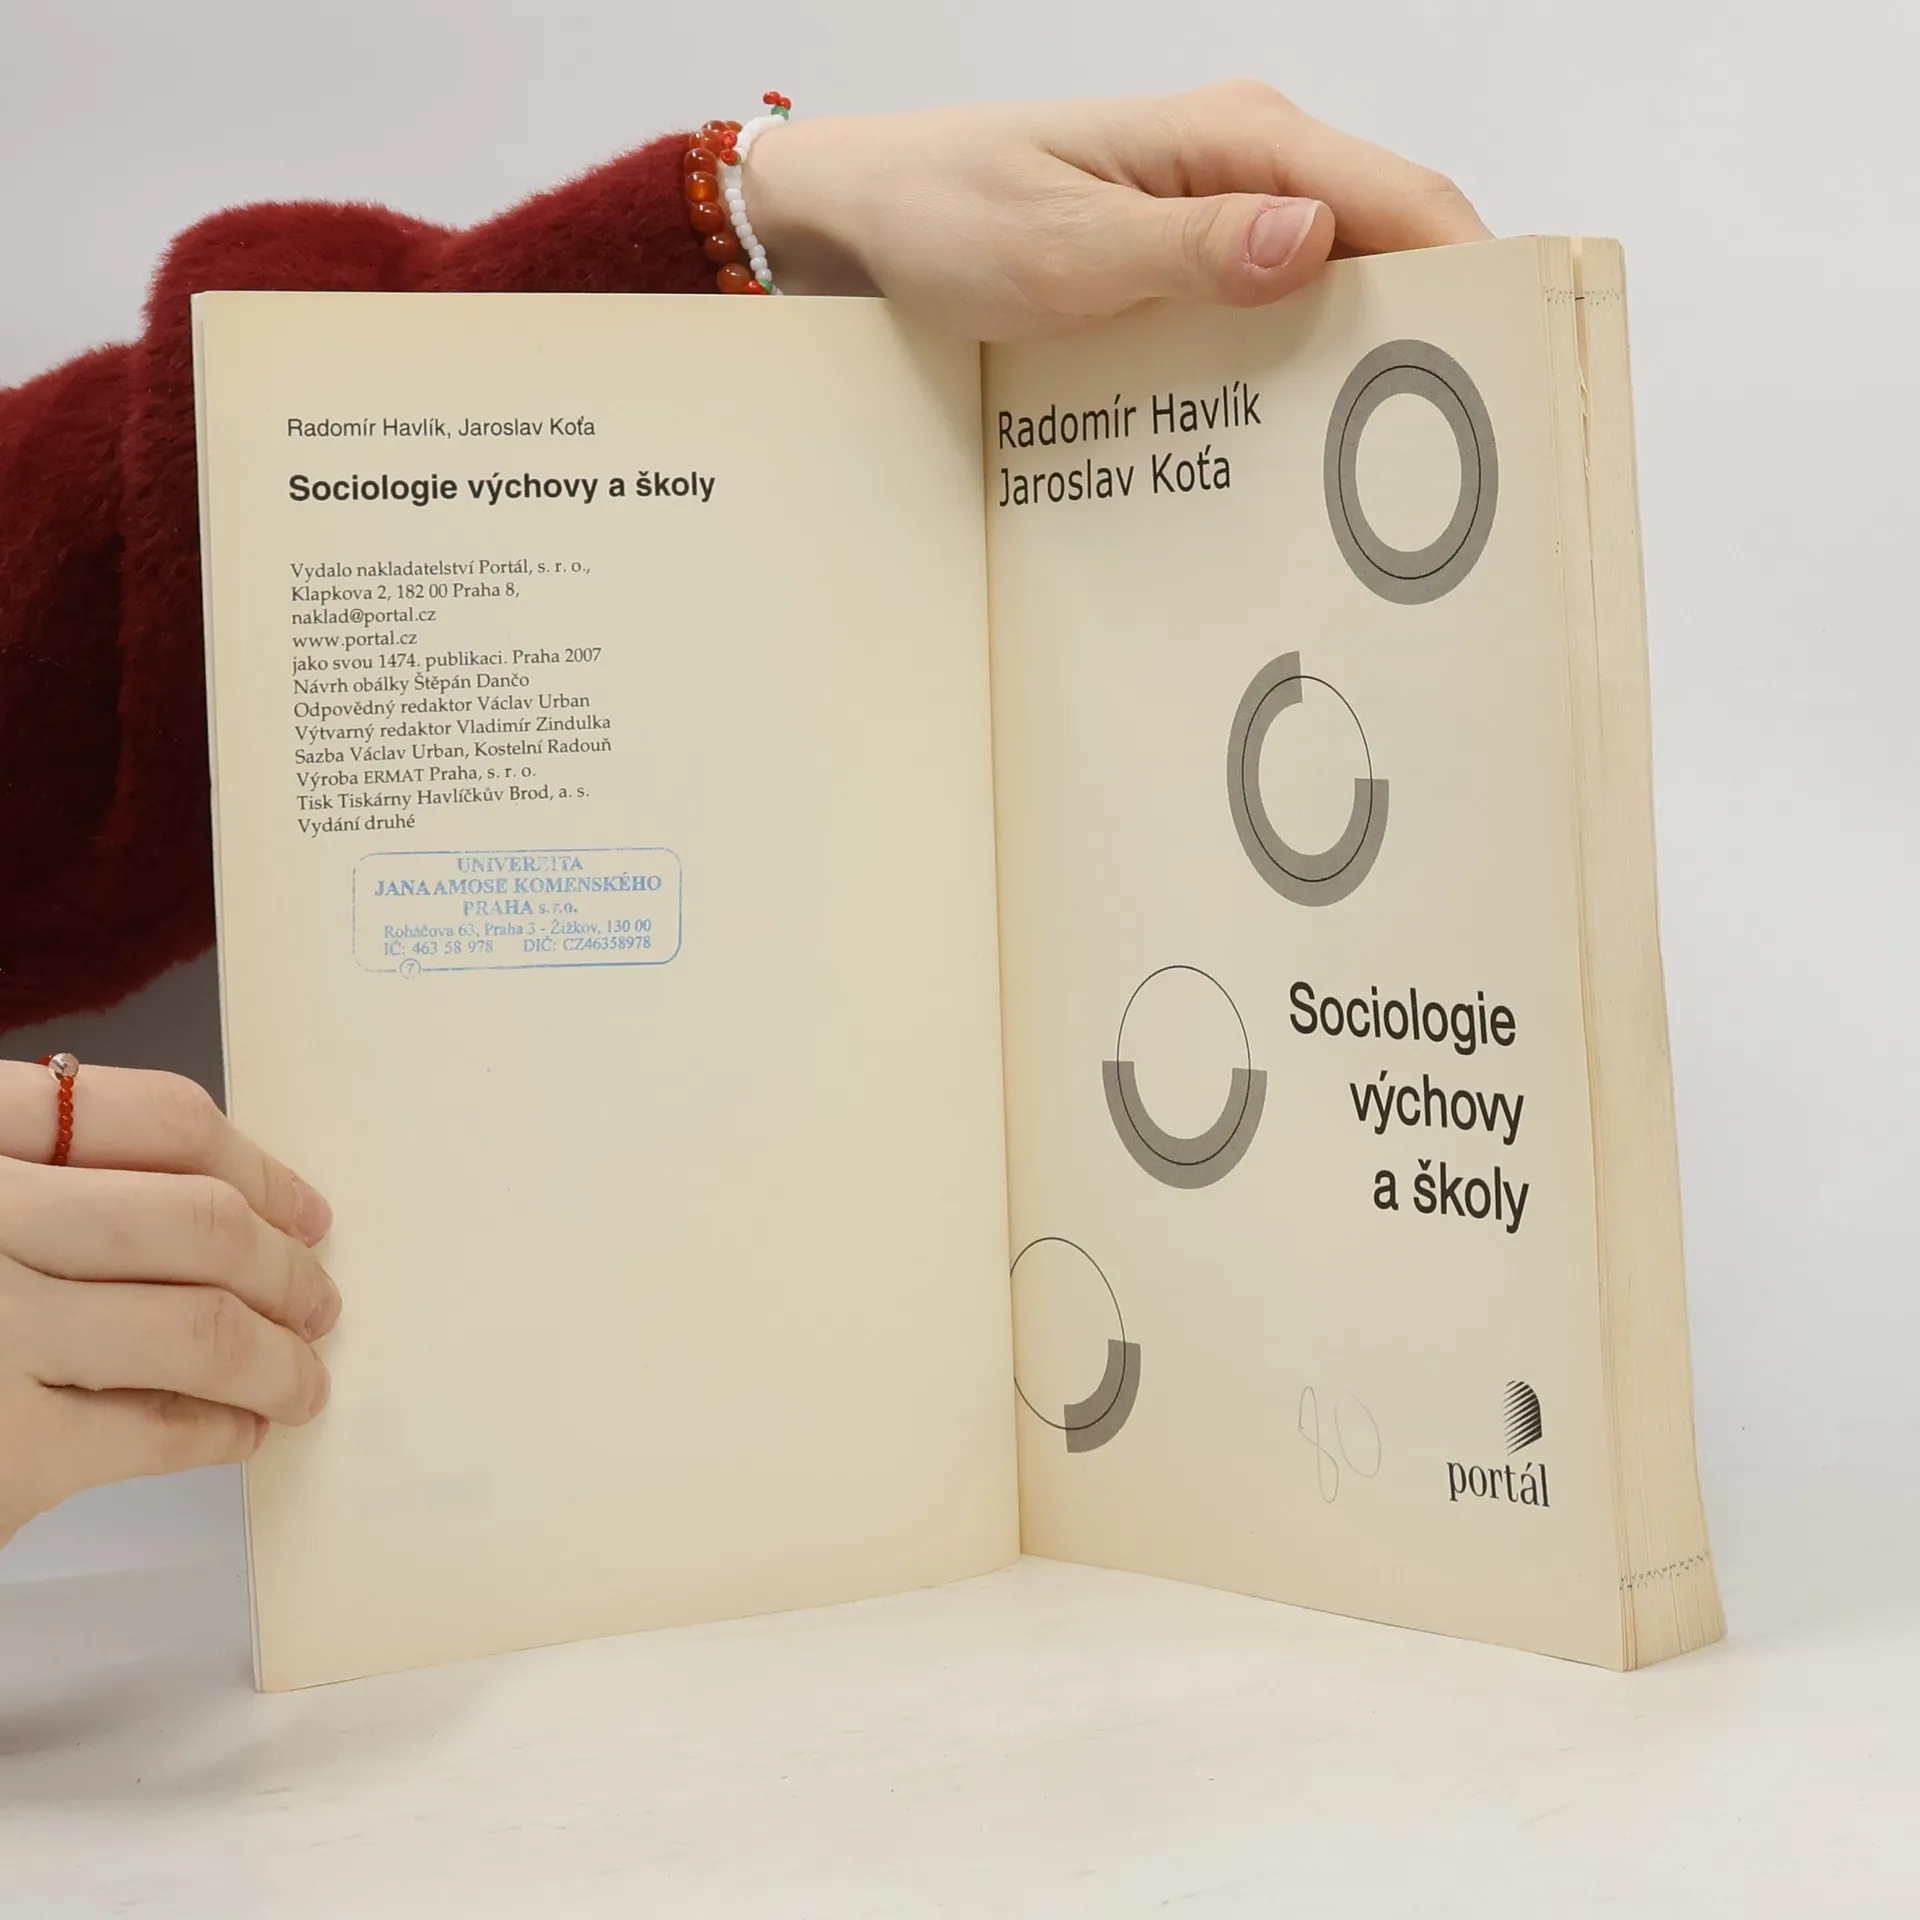 Radomír Havlík, Jaroslav Koťa
Sociologie výchovy a školy
Vydalo nakladatelství Portál, s. r. o.,
Klapkova 2, 182 00 Praha 8,
naklad@portal.cz
www.portal.cz
jako svou 1474. publikaci. Praha 2007
Návrh obálky Štěpán Dančo
Odpovědný redaktor Václav Urban
Výtvarný redaktor Vladimír Zindulka
Sazba Václav Urban, Kostelní Radouň
Výroba ERMAT Praha, s. r. o.
Tisk Tiskárny Havlíčkův Brod, a. s.
Vydání druhé
UNIVERZITA
JANA AMOSE KOMENSKÉHO
PRAHA s.r.o.
Roháčova 63, Praha 3 - Žižkov, 130 00
IČ: 463 58 978 DIČ: CZ46358978
7
Radomír Havlík
Jaroslav Koťa
Sociologie
výchovy
a školy
80
portál